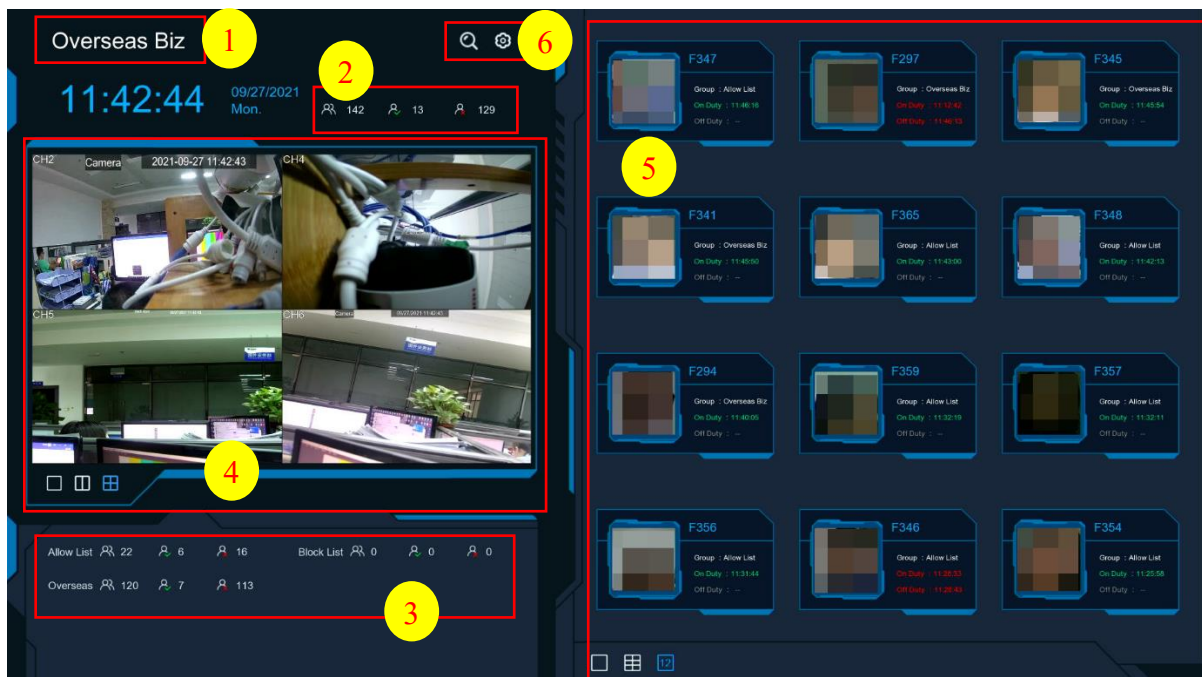 Overseas Biz
1
6
11:42:44
09/27/2021
Mon.
2
142 13 129
CH2 Camera 2021-09-27 11:42:43
CH4
CH5
CH6 Camera 09/27/2021 11:42:43
4
Allow List 22 6 16 Block List 0 0 0
Overseas 120 7 113
3
5
F347
Group : Allow List
On Duty : 11:46:16
Off Duty : --
F297
Group : Overseas Biz
On Duty : 11:12:42
Off Duty : 11:46:13
F345
Group : Allow List
On Duty : 11:45:54
Off Duty : --
F341
Group : Overseas Biz
On Duty : 11:45:50
Off Duty : --
F365
Group : Allow List
On Duty : 11:43:00
Off Duty : --
F348
Group : Allow List
On Duty : 11:42:13
Off Duty : --
F294
Group : Overseas Biz
On Duty : 11:40:05
Off Duty : --
F359
Group : Allow List
On Duty : 11:32:19
Off Duty : --
F357
Group : Allow List
On Duty : 11:32:11
Off Duty : --
F356
Group : Allow List
On Duty : 11:31:44
Off Duty : --
F346
Group : Allow List
On Duty : 11:28:33
Off Duty : 11:28:43
F354
Group : Allow List
On Duty : 11:25:58
Off Duty : --
12